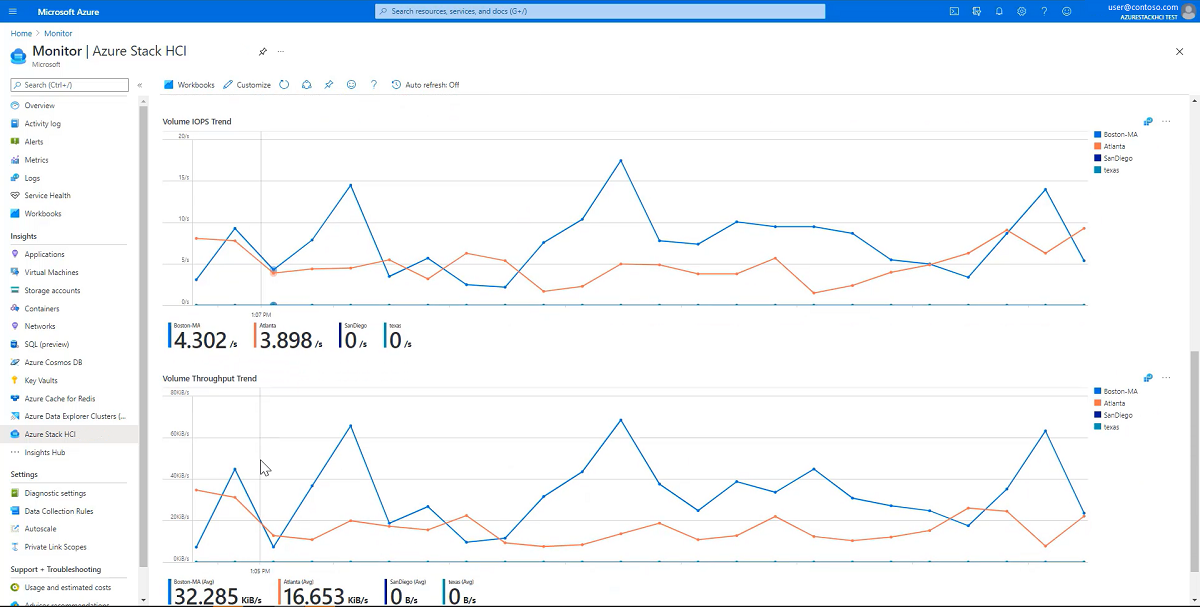 Microsoft Azure
Search resources, services, and docs (G+/)
user@contoso.com
AZURESTACKHCI TEST
Home > Monitor
Monitor | Azure Stack HCI
...
Microsoft
Search (Ctrl+/)
«
Workbooks
Customize
?
Auto refresh: Off
Overview
Activity log
Alerts
Metrics
Logs
Service Health
Workbooks
Insights
Applications
Virtual Machines
Storage accounts
Containers
Networks
SQL (preview)
Azure Cosmos DB
Key Vaults
Azure Cache for Redis
Azure Data Explorer Clusters (...
Azure Stack HCI
Insights Hub
Settings
Diagnostic settings
Data Collection Rules
Autoscale
Private Link Scopes
Support + Troubleshooting
Usage and estimated costs
Advisor recommendations
Volume IOPS Trend
20/s
15/s
10/s
5/s
0/s
1:07 PM
Boston-MA
Atlanta
SanDiego
texas
Boston-MA
4.302 /s
Atlanta
3.898 /s
SanDiego
0 /s
texas
0 /s
Volume Throughput Trend
80KiB/s
60KiB/s
40KiB/s
20KiB/s
0KiB/s
1:05 PM
Boston-MA
Atlanta
SanDiego
texas
Boston-MA (Avg)
32.285 KiB/s
Atlanta (Avg)
16.653 KiB/s
SanDiego (Avg)
0 B/s
texas (Avg)
0 B/s